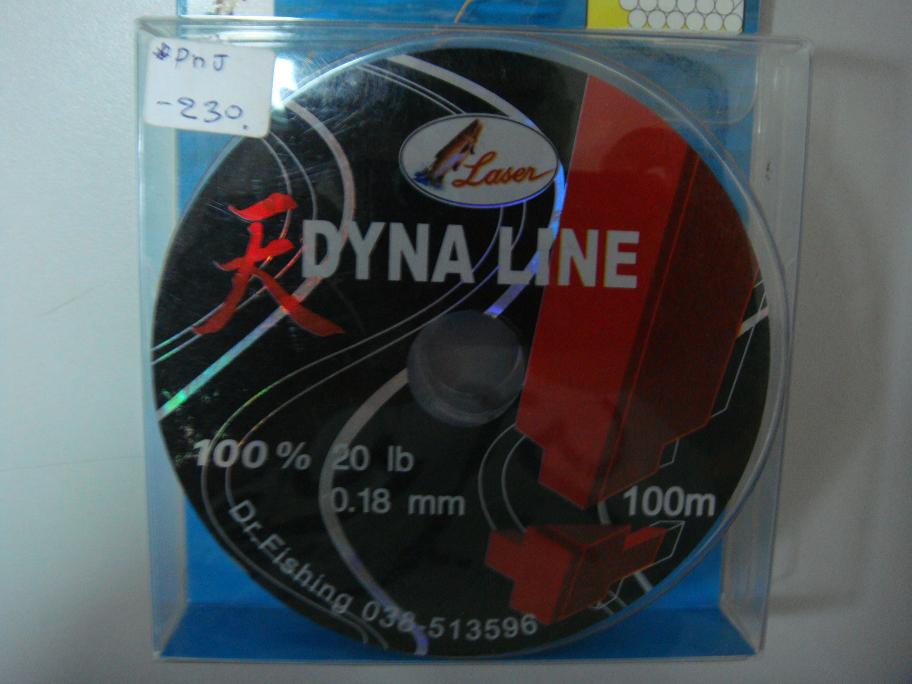 PnJ
-230.
Laser
天 DYNA LINE
100% 20 lb
0.18 mm
100m
Dr.Fishing 038-513596